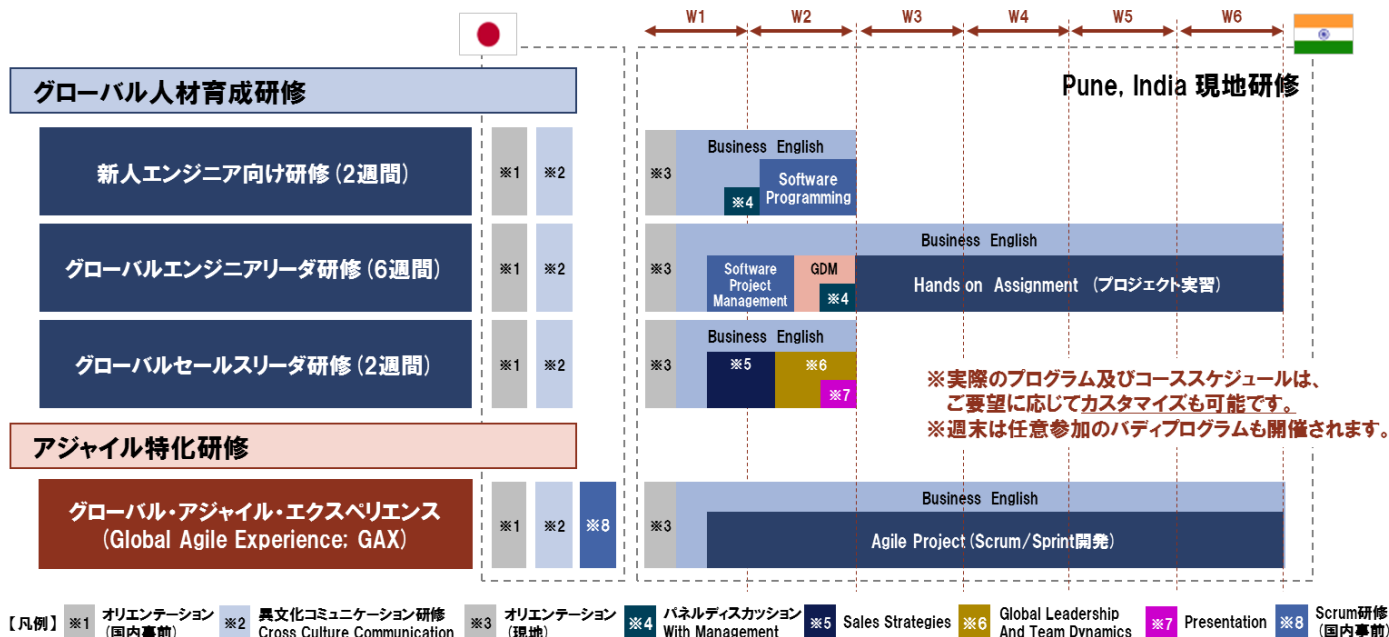 W1 W2 W3 W4 W5 W6
グローバル人材育成研修
Pune, India 現地研修
新人エンジニア向け研修(2週間)
※1 ※2 ※3
Business English
※4
Software
Programming
グローバルエンジニアリーダ研修(6週間)
※1 ※2 ※3
Business English
Software
Project
Management
GDM
※4
Hands on Assignment (プロジェクト実習)
グローバルセールスリーダ研修(2週間)
※1 ※2 ※3
Business English
※5 ※6
※7
※実際のプログラム及びコーススケジュールは、
ご要望に応じてカスタマイズも可能です。
※週末は任意参加のバディプログラムも開催されます。
アジャイル特化研修
グローバル・アジャイル・エクスペリエンス
(Global Agile Experience: GAX)
※1 ※2 ※8 ※3
Business English
Agile Project(Scrum/Sprint開発)
【凡例】
※1 オリエンテーション
(国内事前)
※2 異文化コミュニケーション研修
Cross Culture Communication
※3 オリエンテーション
(現地)
※4 パネルディスカッション
With Management
※5 Sales Strategies
※6 Global Leadership
And Team Dynamics
※7 Presentation
※8 Scrum研修
(国内事前)